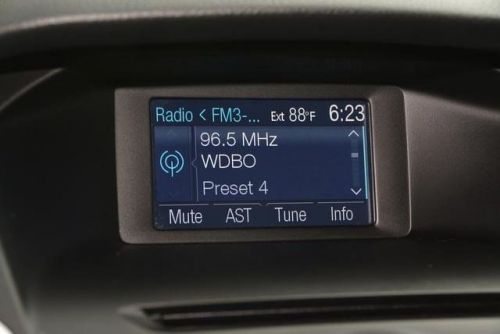 Radio < FM3-... Ext 88°F 6:23
96.5 MHz
WDBO
Preset 4
Mute AST Tune Info